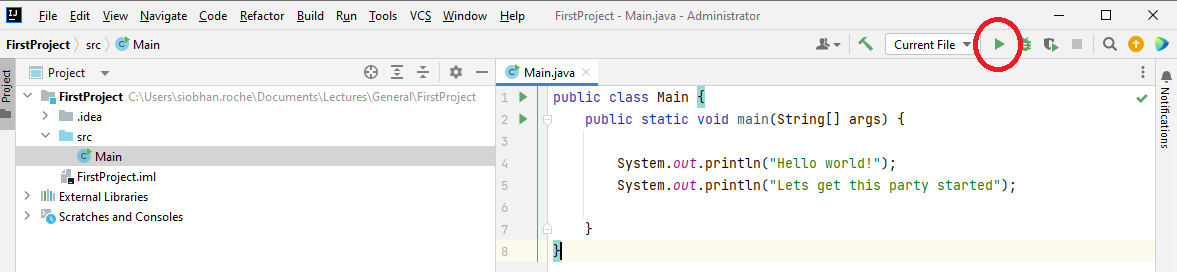 IJ File Edit View Navigate Code Refactor Build Run Tools VCS Window Help FirstProject - Main.java - Administrator
FirstProject src Main Current File
Project Project Main.java
FirstProject C:\Users\siobhan.roche\Documents\Lectures\General\FirstProject
.idea
src
Main
FirstProject.iml
External Libraries
Scratches and Consoles
1 public class Main {
2 public static void main(String[] args) {
3
4 System.out.println("Hello world!");
5 System.out.println("Lets get this party started");
6
7 }
8 }
Notifications